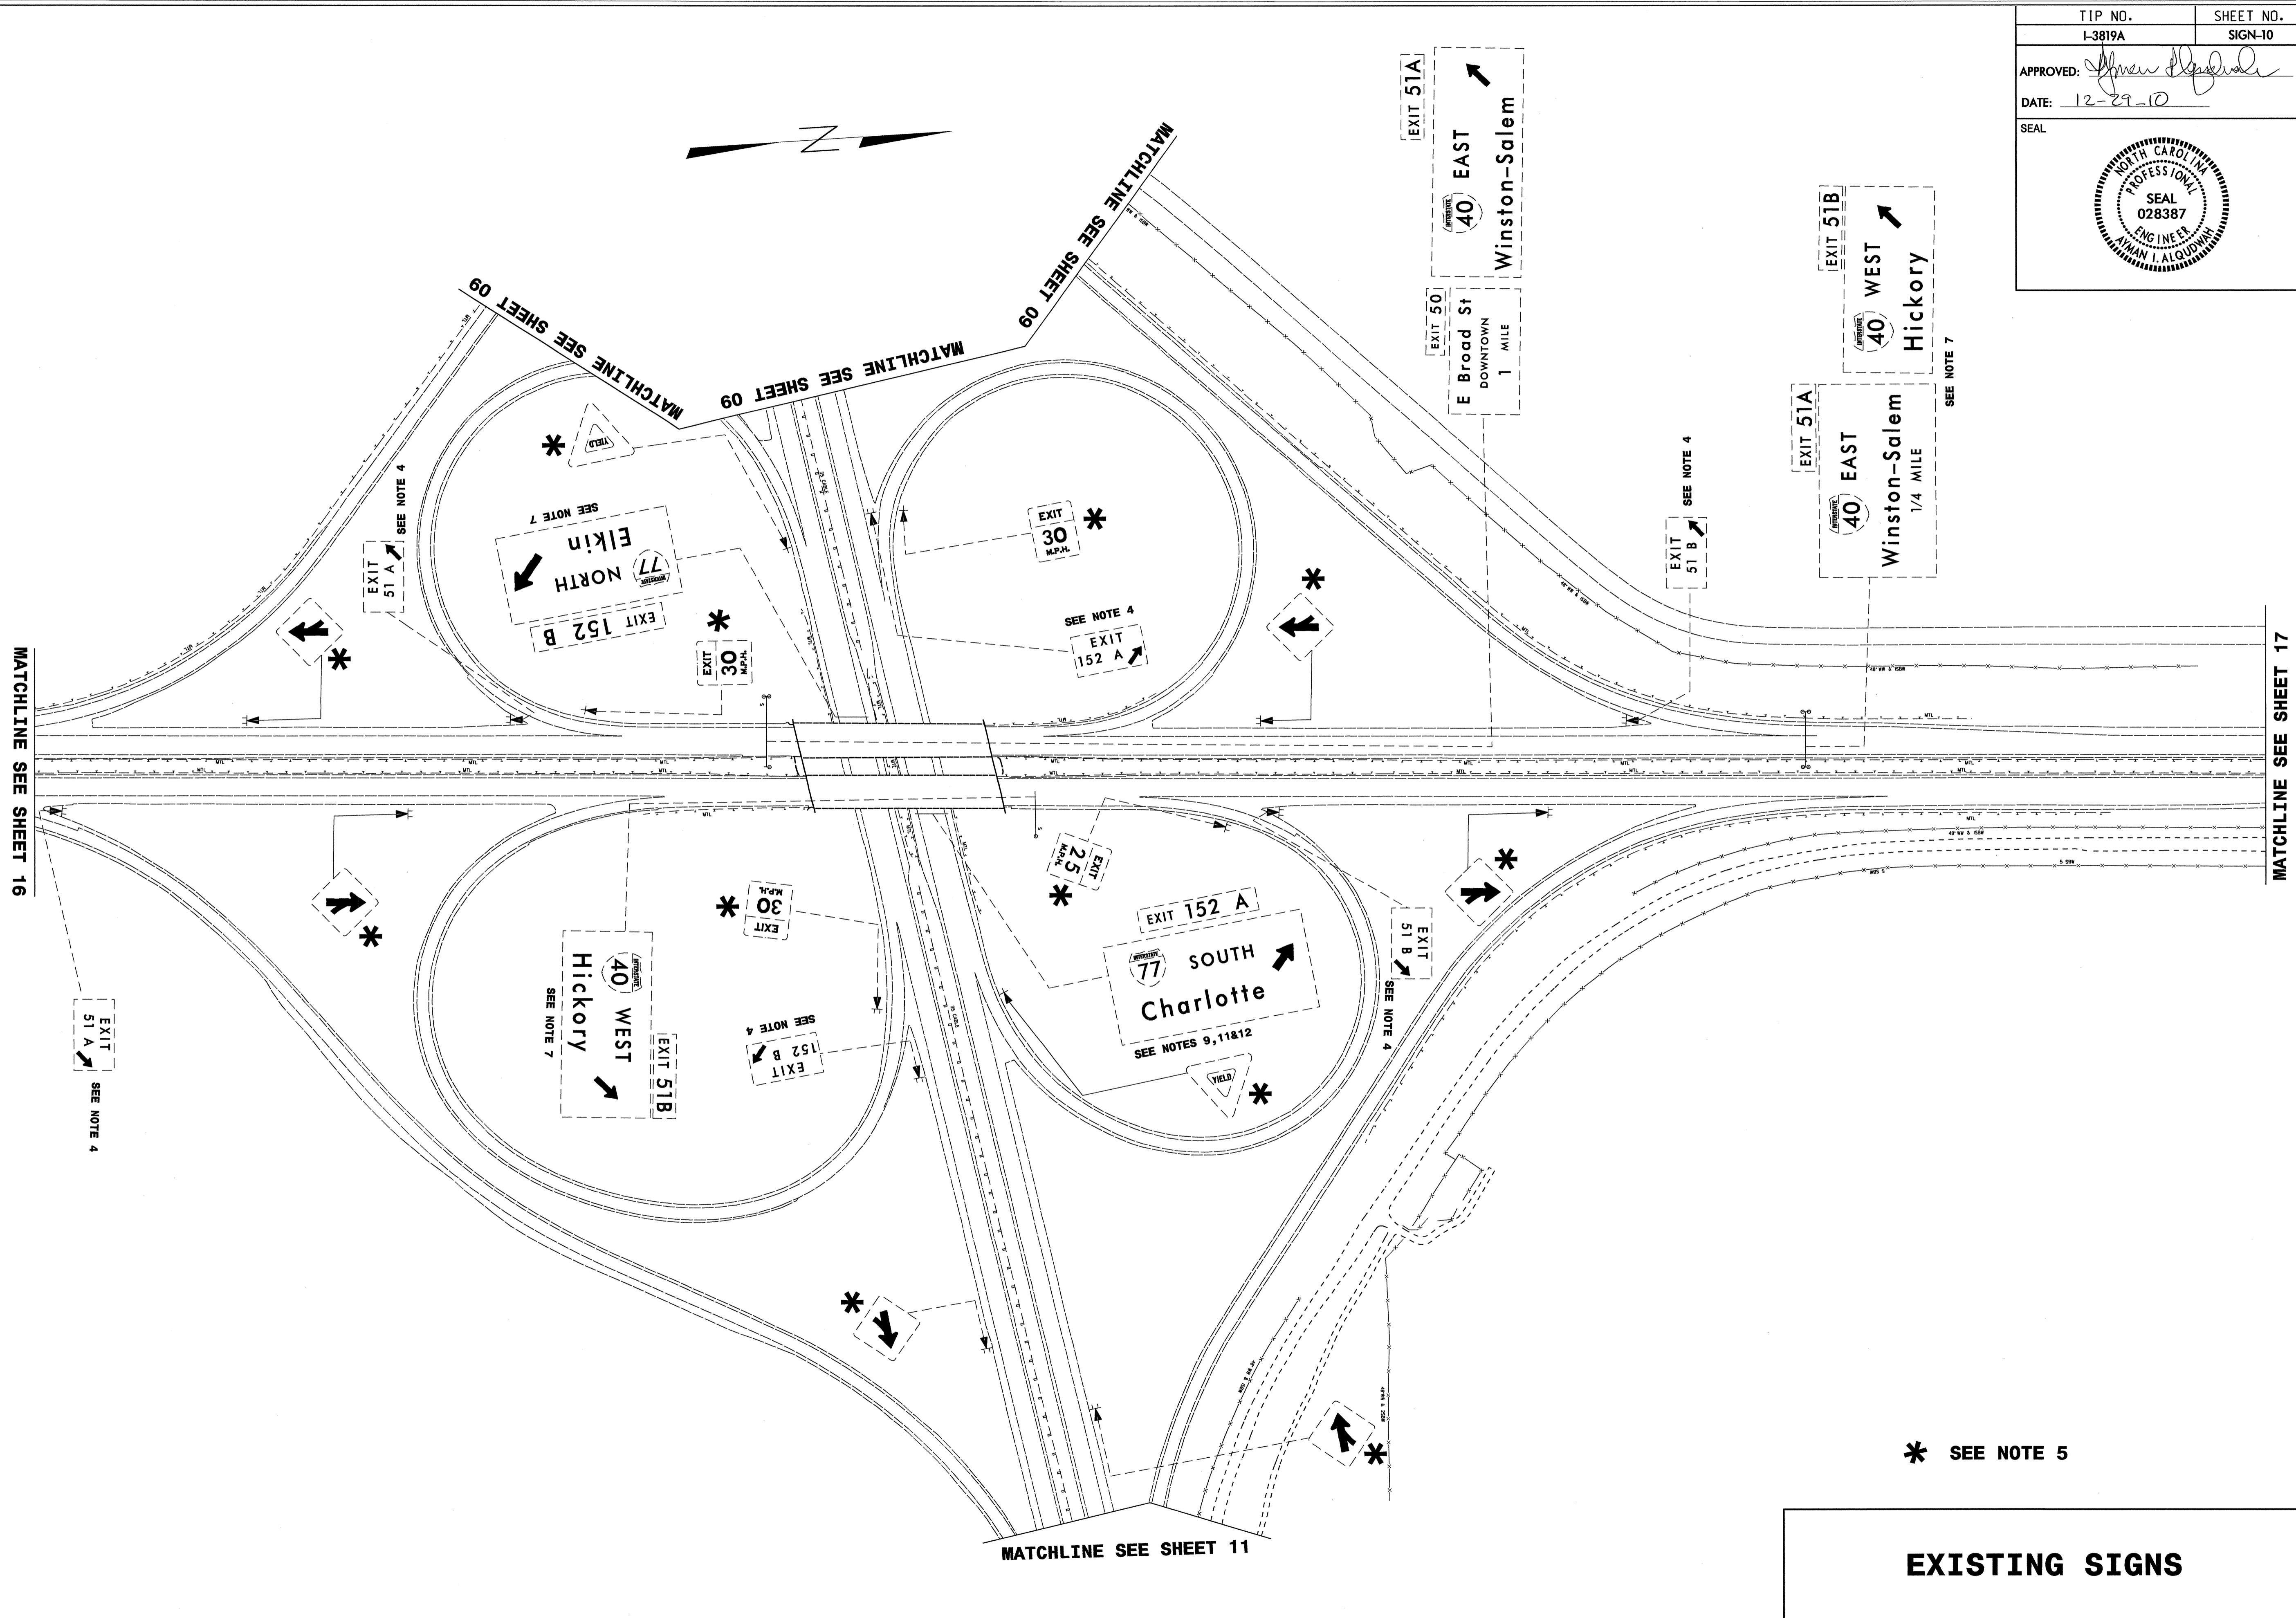 TIP NO. SHEET NO.
I-3819A SIGN-10
APPROVED:
DATE: 12-29-10
SEAL
NORTH CAROLINA
PROFESSIONAL
SEAL
028387
ENGINEER
AYMAN I. ALQUDWAH
N
MATCHLINE SEE SHEET 09
MATCHLINE SEE SHEET 09
MATCHLINE SEE SHEET 09
EXIT 51A
INTERSTATE 40 EAST
Winston-Salem
EXIT 50
E Broad St
DOWNTOWN
1 MILE
EXIT 51B
INTERSTATE 40 WEST
Hickory
SEE NOTE 7
EXIT 51A
INTERSTATE 40 EAST
Winston-Salem
1/4 MILE
SEE NOTE 4
EXIT
51 B
YIELD
SEE NOTE 4
EXIT
51 A
EXIT 152 B
INTERSTATE 77 NORTH
Elkin
SEE NOTE 7
EXIT
30
M.P.H.
EXIT
30
M.P.H.
SEE NOTE 4
EXIT
152 A
MATCHLINE SEE SHEET 16
MATCHLINE SEE SHEET 17
EXIT
25
M.P.H.
EXIT
30
M.P.H.
EXIT 152 A
INTERSTATE 77 SOUTH
Charlotte
SEE NOTES 9,11&12
YIELD
EXIT
51 B
SEE NOTE 4
EXIT 51B
INTERSTATE 40 WEST
Hickory
SEE NOTE 7
EXIT
152 B
SEE NOTE 4
EXIT
51 A
SEE NOTE 4
MATCHLINE SEE SHEET 11
* SEE NOTE 5
EXISTING SIGNS